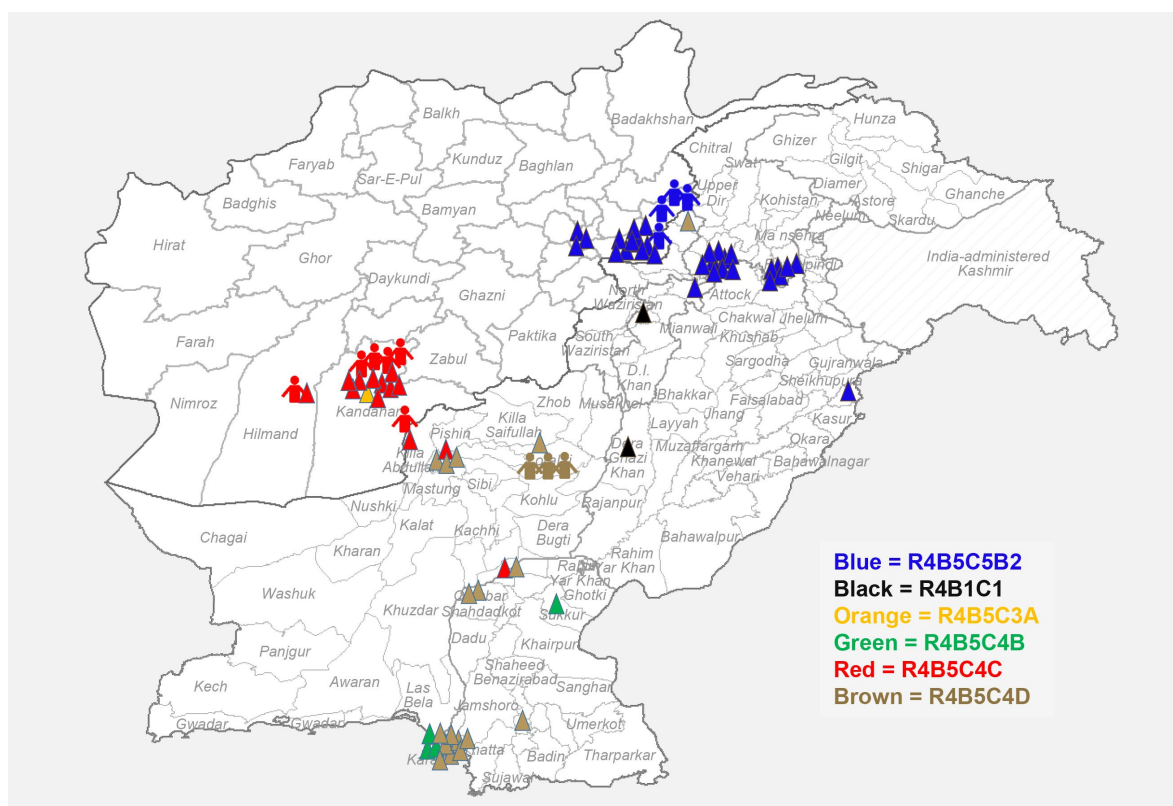 Badakhshan
Balkh
Hunza
Chitral
Ghizer
Faryab
Kunduz
Baghlan
Swat
Gilgit
Shigar
Sar-E-Pul
Upper
Dir
Diamer
Ghanche
Badghis
Bamyan
Kohistan
Astore
Neelum
Skardu
Hirat
Ma nsehra
Ghor
India-administered
Kashmir
Daykundi
Ghazni
North
Waziristan
Attock
Chakwal
Jhelum
Farah
Paktika
South
Waziristan
Mianwali
Khushab
Zabul
Sargodha
Gujranwala
D.I.
Khan
Sheikhupura
Nimroz
Kandahar
Zhob
Musakhel
Bhakkar
Faisalabad
Hilmand
Killa
Saifullah
Layyah
Jhang
Kasur
Pishin
Killa
Abdulla
Dera
Ghazi
Khan
Muzaffargarh
Okara
Khanewal
Bahawalnagar
Vehari
Mastung
Sibi
Kohlu
Rajanpur
Nushki
Chagai
Kalat
Kachhi
Dera
Bugti
Bahawalpur
Kharan
Rahim
Yar Khan
Yar Khan
Ghotki
Washuk
Khuzdar
Shahdadkot
Sukkur
Dadu
Khairpur
Panjgur
Shaheed
Benazirabad
Kech
Awaran
Las
Bela
Sanghar
Jamshoro
Gwadar
Gwadar
Umerkot
Badin
Tharparkar
Sujawal
Blue = R4B5C5B2
Black = R4B1C1
Orange = R4B5C3A
Green = R4B5C4B
Red = R4B5C4C
Brown = R4B5C4D